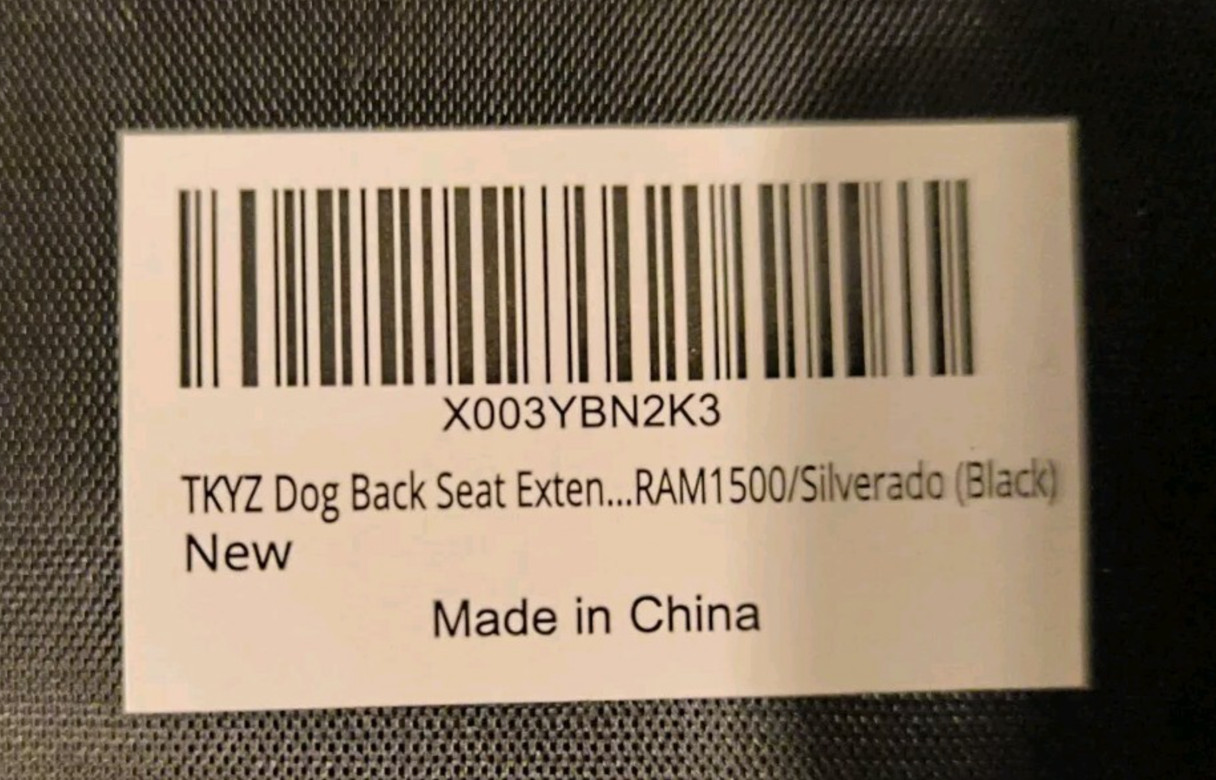 X003YBN2K3
TKYZ Dog Back Seat Exten...RAM1500/Silverado (Black)
New
Made in China